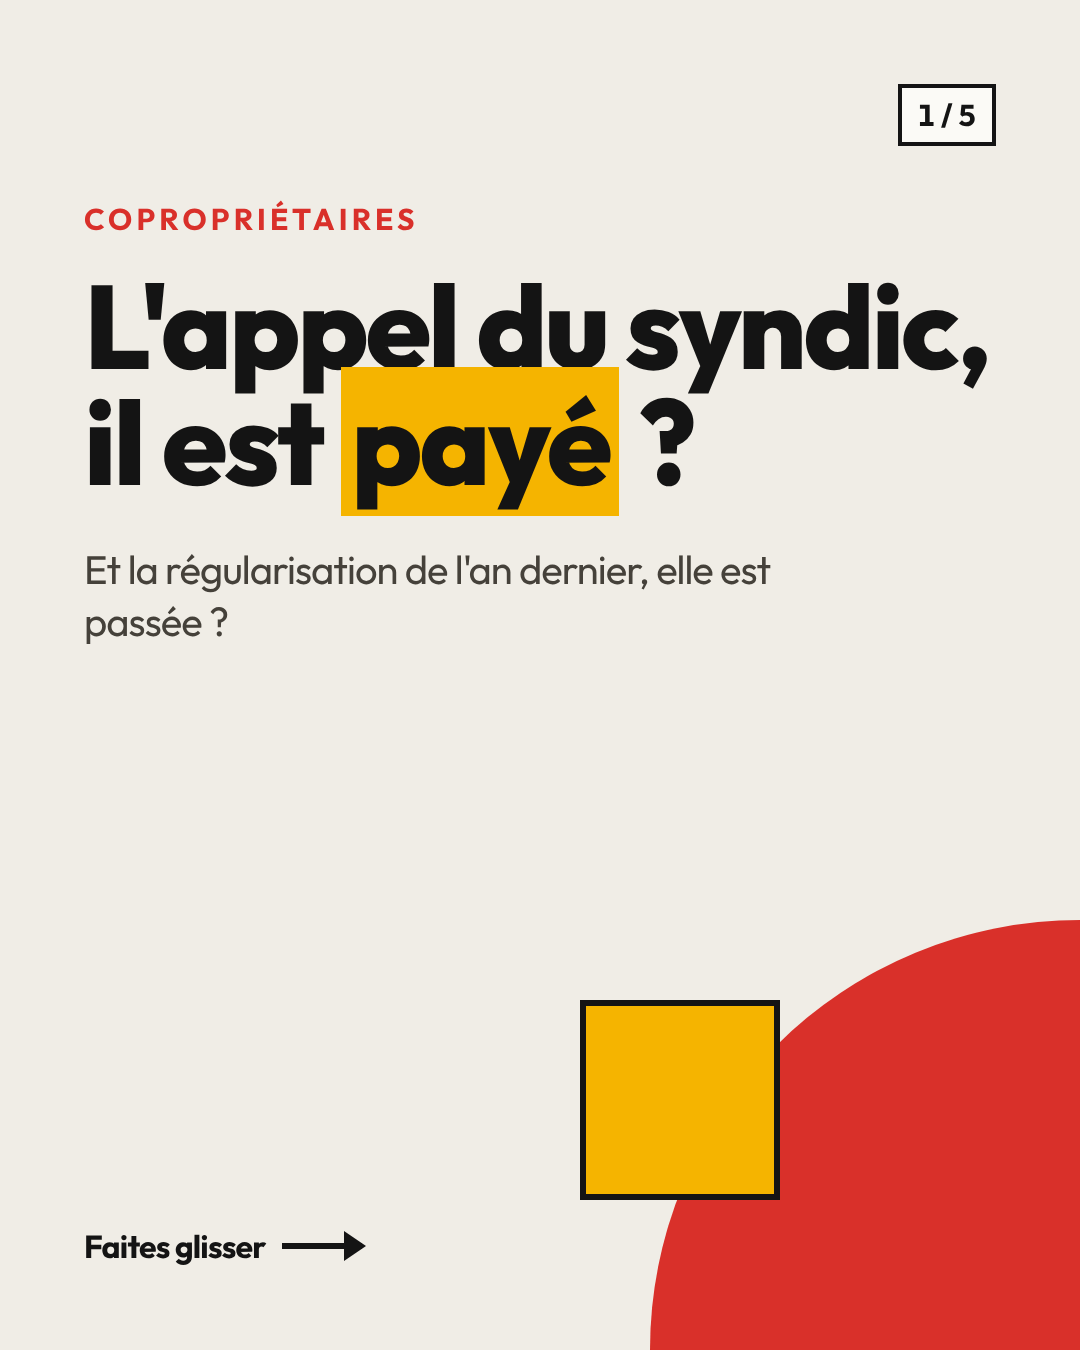 1 / 5
COPROPRIÉTAIRES
L'appel du syndic,
il est payé ?
Et la régularisation de l'an dernier, elle est
passée ?
Faites glisser